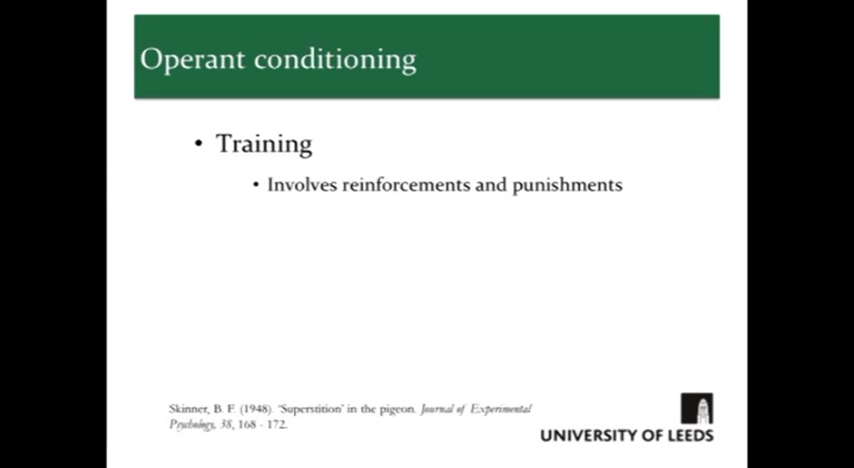 Operant conditioning
• Training
• Involves reinforcements and punishments
Skinner, B. F. (1948). 'Superstition' in the pigeon. Journal of Experimental
Psychology, 38, 168 - 172.
UNIVERSITY OF LEEDS